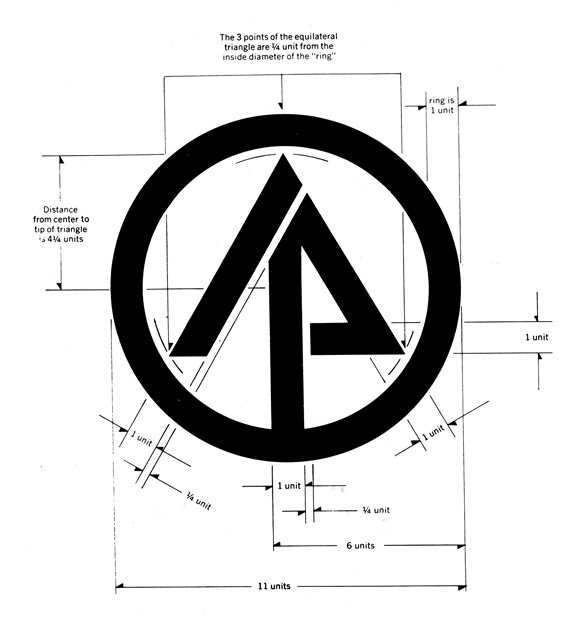 The 3 points of the equilateral
triangle are ¼ unit from the
inside diameter of the "ring"
ring is
1 unit
Distance
from center to
tip of triangle
is 4¼ units
1 unit
1 unit
1 unit
¼ unit
1 unit
¼ unit
6 units
11 units